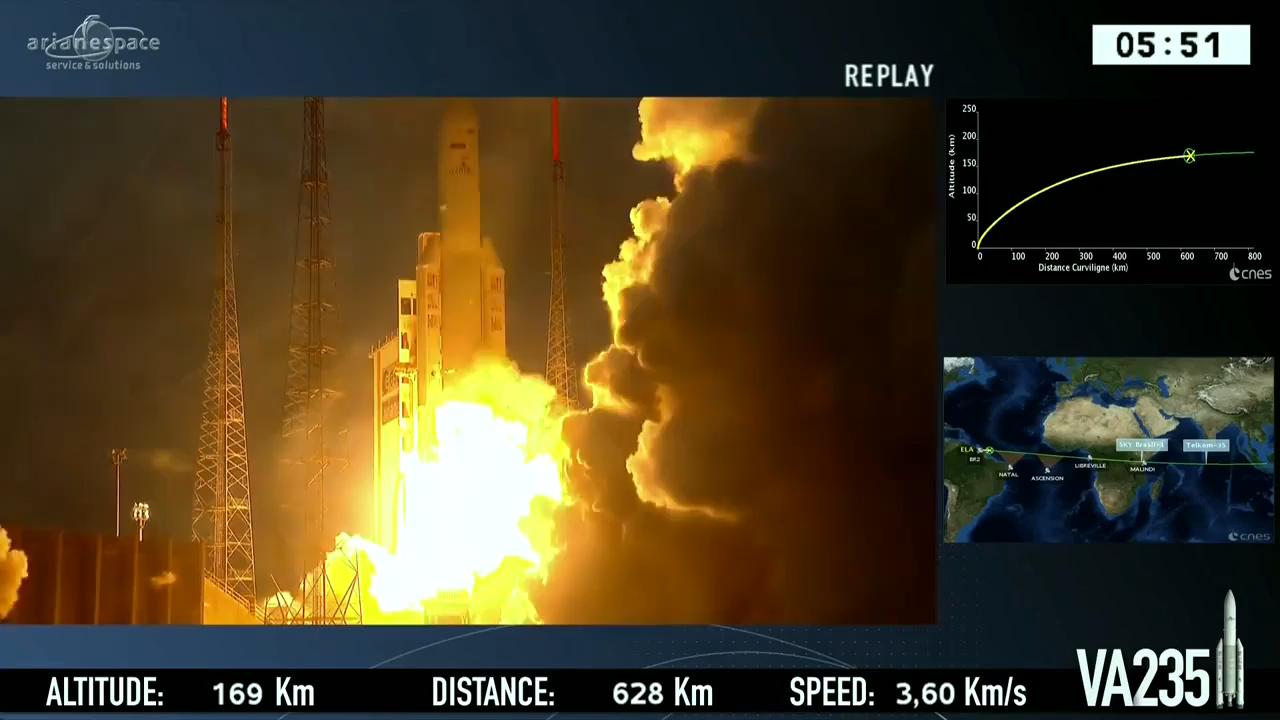 arianespace
service & solutions
REPLAY
05:51
Altitude (km)
250
200
150
100
50
0
0 100 200 300 400 500 600 700 800
Distance Curviligne (km)
cnes
ELA
BR2
NATAL
ASCENSION
LIBREVILLE
SKY Brasil-1
MALINDI
Telkom-3S
cnes
ALTITUDE: 169 Km DISTANCE: 628 Km SPEED: 3,60 Km/s
VA235